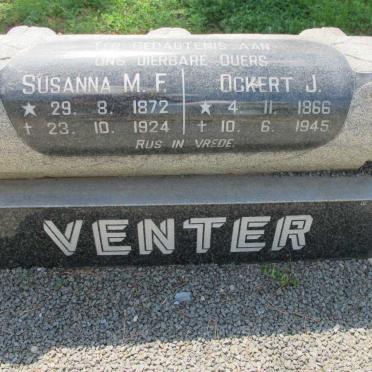 TER GEDAGTENIS AAN
ONS DIERBARE OUERS
SUSANNA M.F. OCKERT J.
★ 29. 8. 1872 ★ 4. 11. 1866
✝ 23. 10. 1924 ✝ 10. 6. 1945
RUS IN VREDE.
VENTER